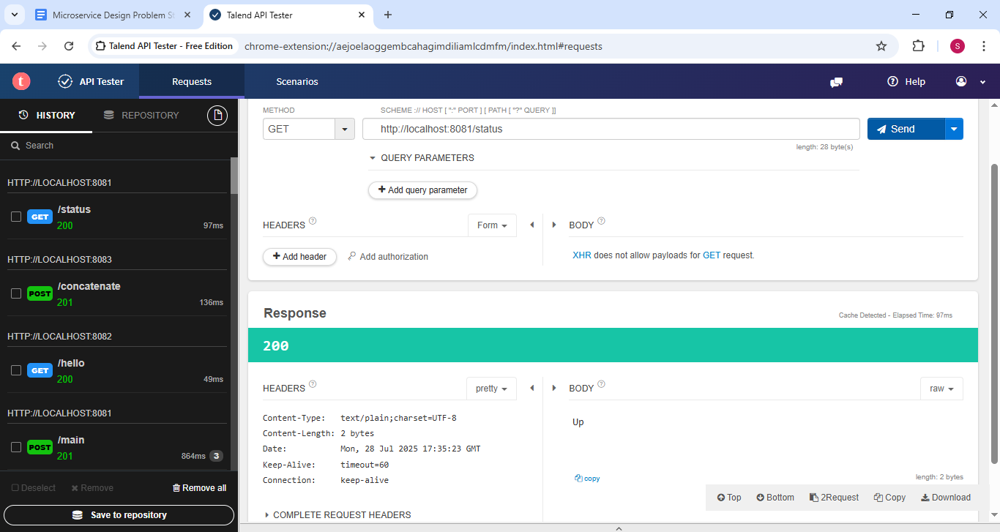 Microservice Design Problem St
Talend API Tester
Talend API Tester - Free Edition
chrome-extension://aejoelaoggembcahagimdiliamlcdmfm/index.html#requests
S
t
API Tester
Requests
Scenarios
Help
HISTORY
REPOSITORY
Search
HTTP://LOCALHOST:8081
GET
/status
200
97ms
HTTP://LOCALHOST:8083
POST
/concatenate
201
136ms
HTTP://LOCALHOST:8082
GET
/hello
200
49ms
HTTP://LOCALHOST:8081
POST
/main
201
864ms 3
Deselect
Remove
Remove all
Save to repository
METHOD
SCHEME :// HOST [ ":" PORT ] [ PATH [ "?" QUERY ]]
GET
http://localhost:8081/status
Send
length: 28 byte(s)
QUERY PARAMETERS
Add query parameter
HEADERS ?
Form
BODY ?
Add header
Add authorization
XHR does not allow payloads for GET request.
Response
Cache Detected - Elapsed Time: 97ms
200
HEADERS ?
pretty
BODY ?
raw
Content-Type: text/plain;charset=UTF-8
Content-Length: 2 bytes
Date: Mon, 28 Jul 2025 17:35:23 GMT
Keep-Alive: timeout=60
Connection: keep-alive
Up
copy
length: 2 bytes
Top
Bottom
2Request
Copy
Download
COMPLETE REQUEST HEADERS